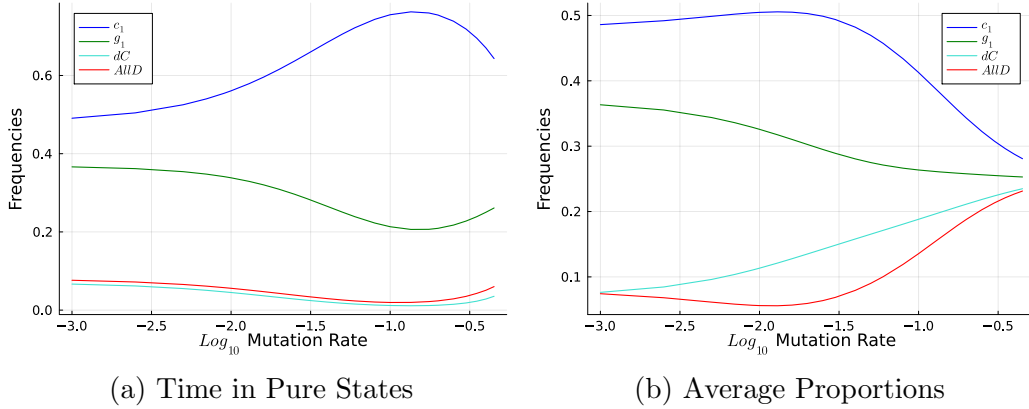 c₁
g₁
dC
AllD
Frequencies
0.6
0.4
0.2
0.0
−3.0 −2.5 −2.0 −1.5 −1.0 −0.5
Log₁₀ Mutation Rate
(a) Time in Pure States
c₁
g₁
dC
AllD
Frequencies
0.5
0.4
0.3
0.2
0.1
−3.0 −2.5 −2.0 −1.5 −1.0 −0.5
Log₁₀ Mutation Rate
(b) Average Proportions